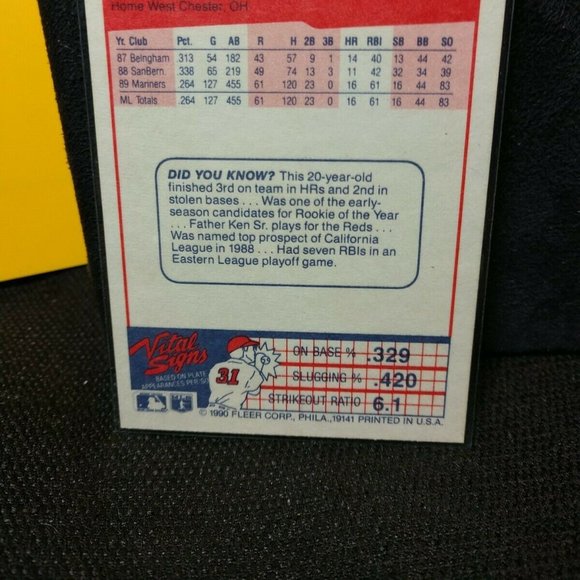 Home West Chester, OH
Yr. Club Pct. G AB R H 2B 3B HR RBI SB BB SO
87 Belngham .313 54 182 43 57 9 1 14 40 13 44 42
88 SanBern. .338 65 219 49 74 13 3 11 42 32 34 39
89 Mariners .264 127 455 61 120 23 0 16 61 16 44 83
ML Totals .264 127 455 61 120 23 0 16 61 16 44 83
DID YOU KNOW? This 20-year-old
finished 3rd on team in HRs and 2nd in
stolen bases . . . Was one of the early-
season candidates for Rookie of the Year
. . . Father Ken Sr. plays for the Reds . . .
Was named top prospect of California
League in 1988 . . . Had seven RBIs in an
Eastern League playoff game.
Vital
Signs
BASED ON PLATE
APPEARANCES PER SO
31
ON BASE % .329
SLUGGING % .420
STRIKEOUT RATIO 6.1
© 1990 FLEER CORP., PHILA., 19141 PRINTED IN U.S.A.